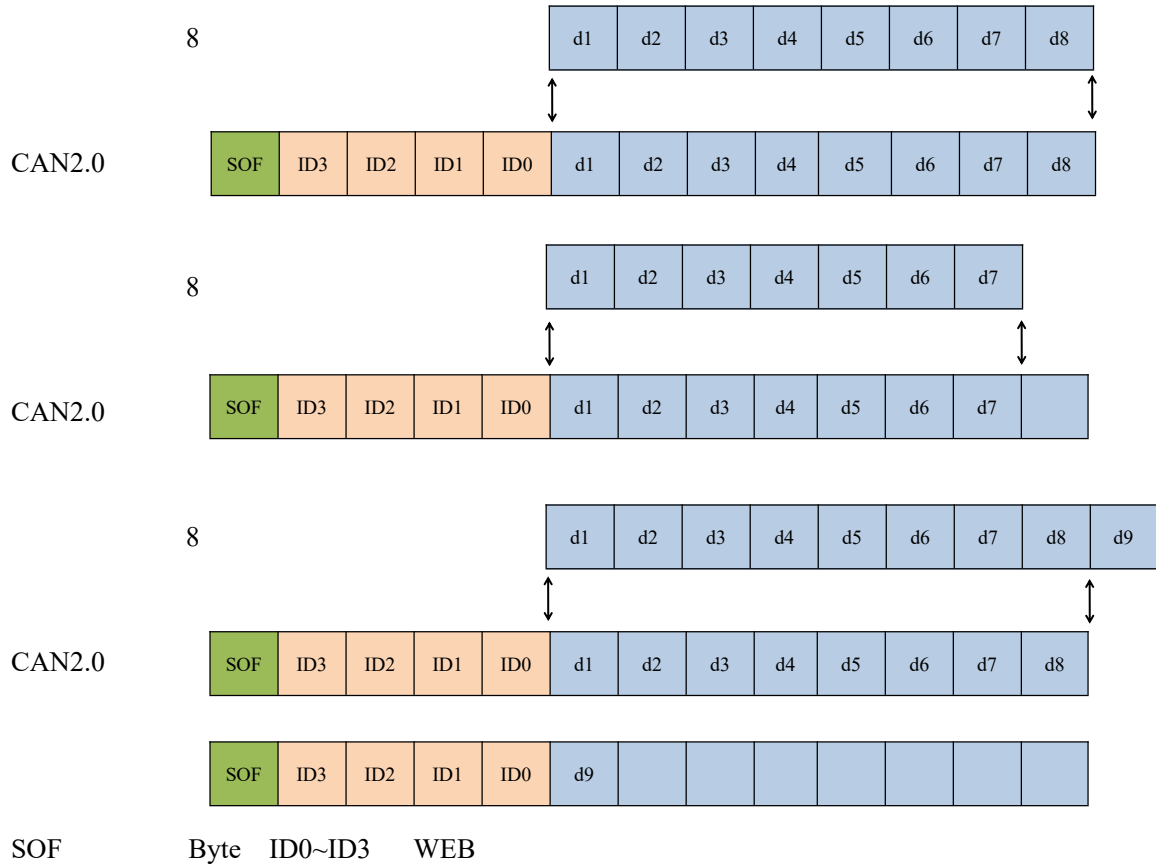 8 d1 d2 d3 d4 d5 d6 d7 d8
CAN2.0 SOF ID3 ID2 ID1 ID0 d1 d2 d3 d4 d5 d6 d7 d8
8 d1 d2 d3 d4 d5 d6 d7
CAN2.0 SOF ID3 ID2 ID1 ID0 d1 d2 d3 d4 d5 d6 d7
8 d1 d2 d3 d4 d5 d6 d7 d8 d9
CAN2.0 SOF ID3 ID2 ID1 ID0 d1 d2 d3 d4 d5 d6 d7 d8
SOF ID3 ID2 ID1 ID0 d9
SOF Byte ID0~ID3 WEB